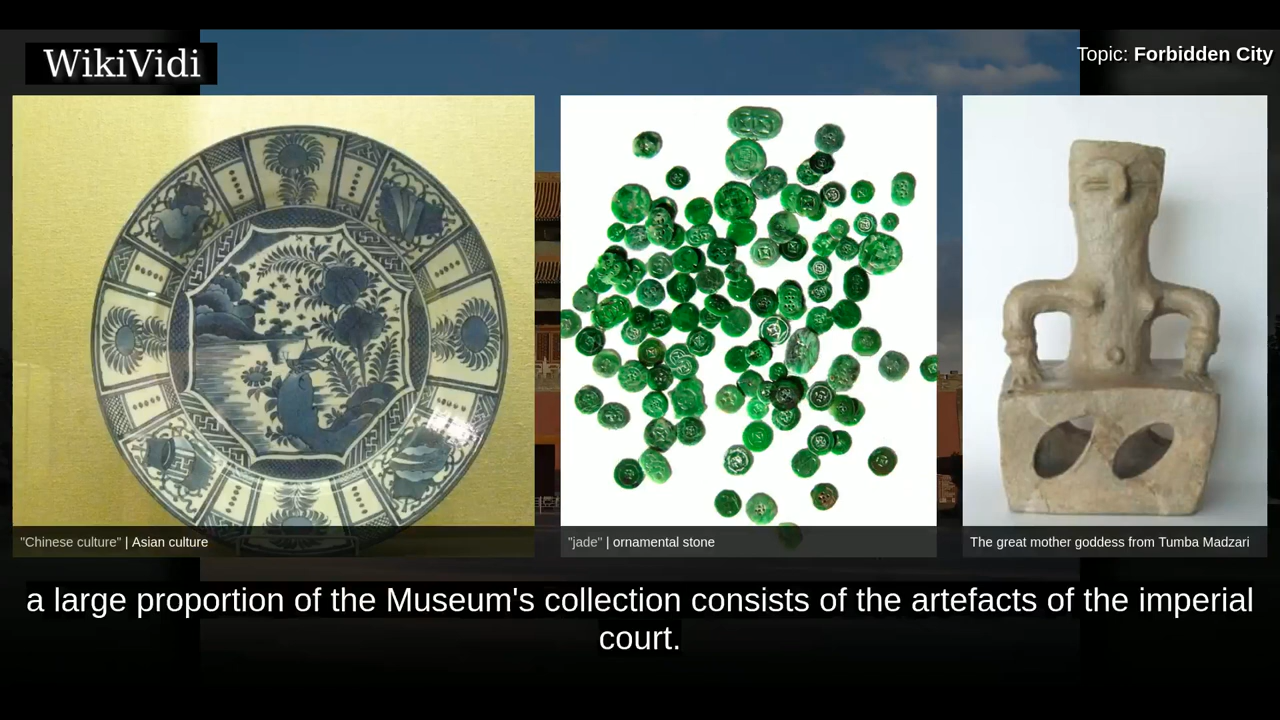 WikiVidi
Topic: Forbidden City
"Chinese culture" | Asian culture
"jade" | ornamental stone
The great mother goddess from Tumba Madzari
a large proportion of the Museum's collection consists of the artefacts of the imperial
court.